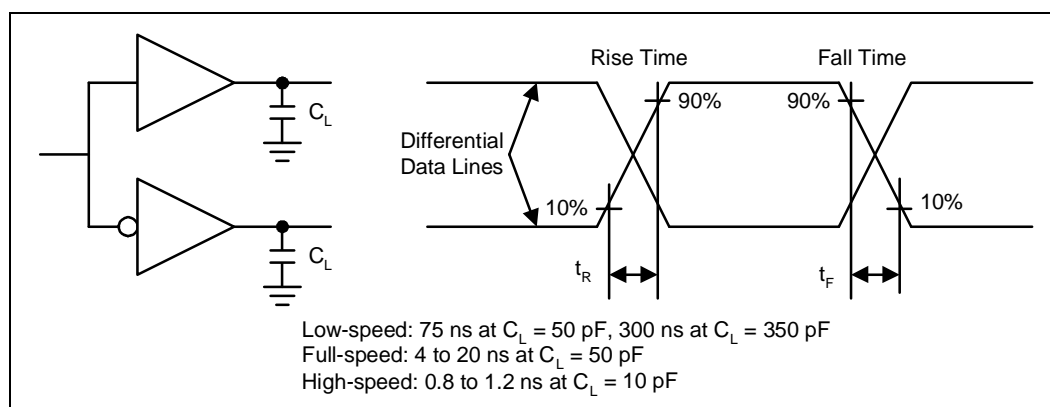 Rise Time
Fall Time
90%
90%
C_L
Differential
Data Lines
10%
10%
C_L
t_R
t_F
Low-speed: 75 ns at C_L = 50 pF, 300 ns at C_L = 350 pF
Full-speed: 4 to 20 ns at C_L = 50 pF
High-speed: 0.8 to 1.2 ns at C_L = 10 pF